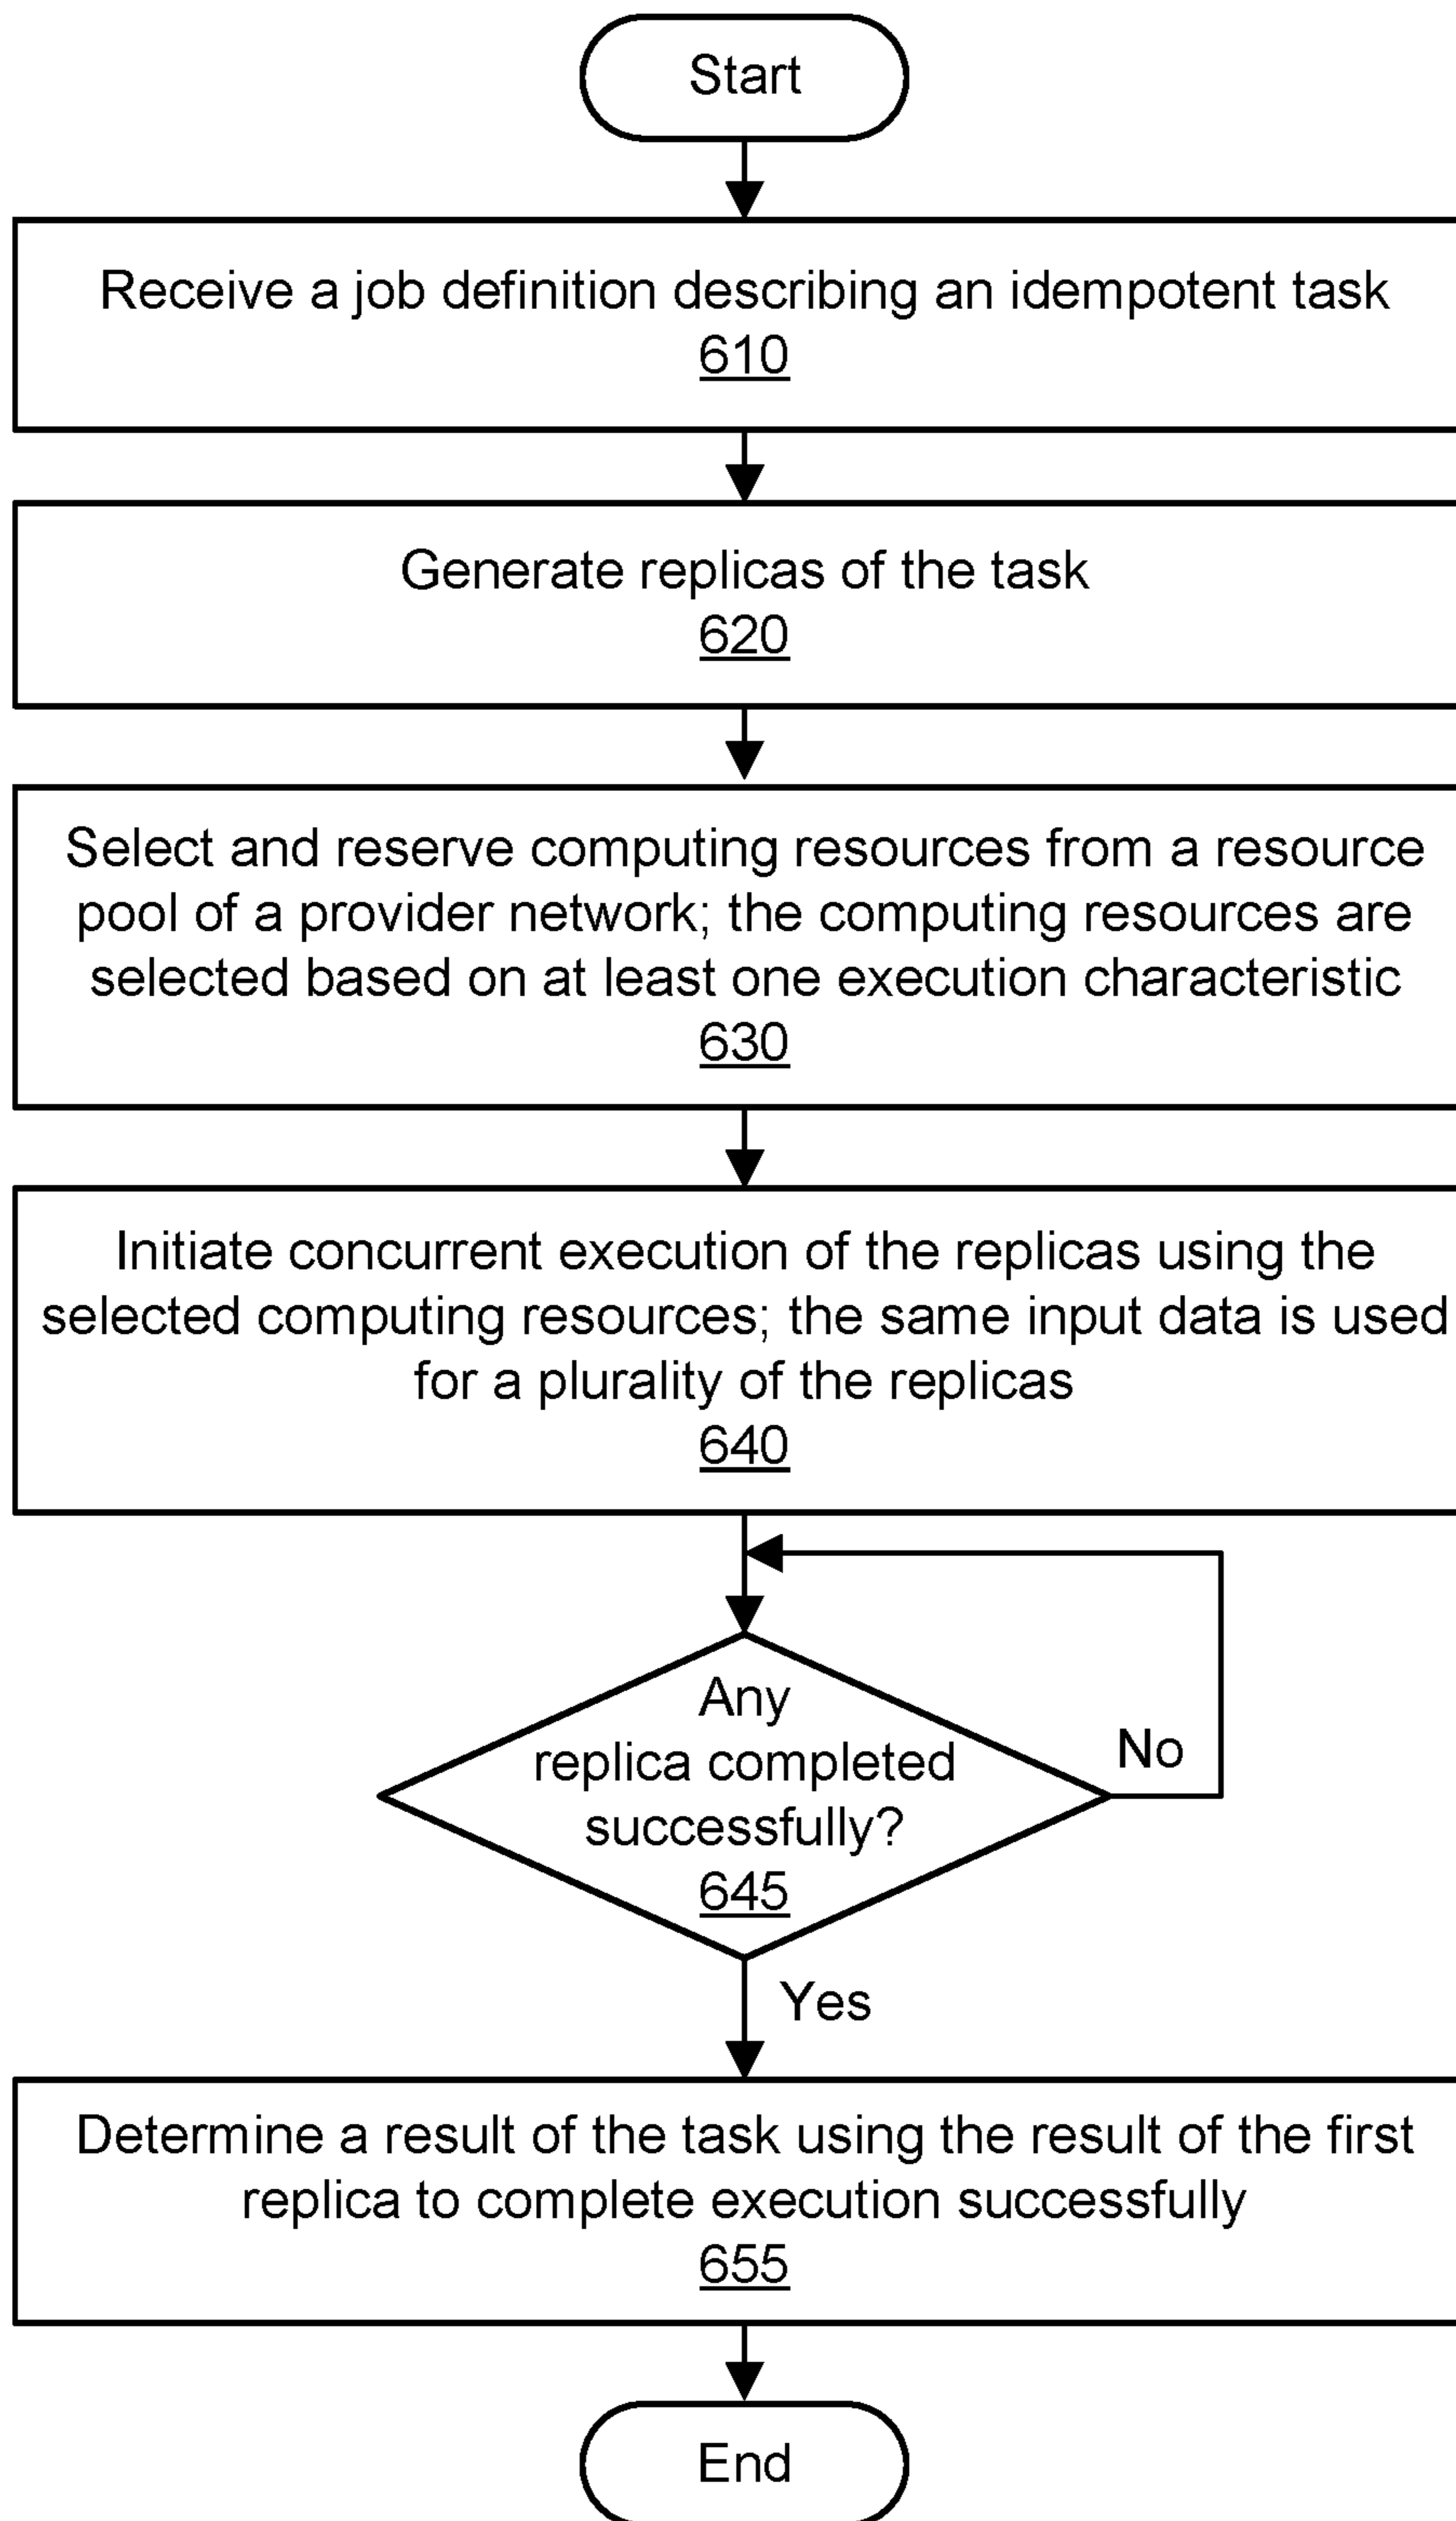 Start
Receive a job definition describing an idempotent task
610
Generate replicas of the task
620
Select and reserve computing resources from a resource
pool of a provider network; the computing resources are
selected based on at least one execution characteristic
630
Initiate concurrent execution of the replicas using the
selected computing resources; the same input data is used
for a plurality of the replicas
640
Any
replica completed
successfully?
645
No
Yes
Determine a result of the task using the result of the first
replica to complete execution successfully
655
End